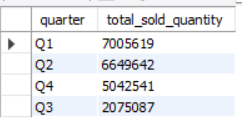 quarter total_sold_quantity
Q1 7005619
Q2 6649642
Q4 5042541
Q3 2075087